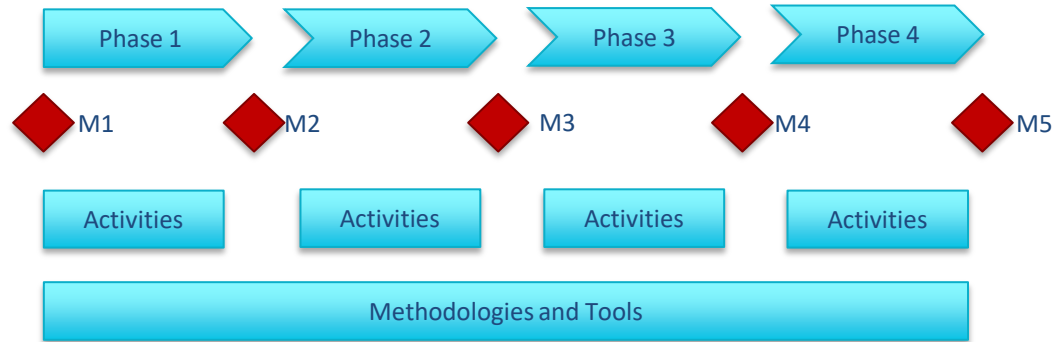 Phase 1 Phase 2 Phase 3 Phase 4
M1 M2 M3 M4 M5
Activities Activities Activities Activities
Methodologies and Tools